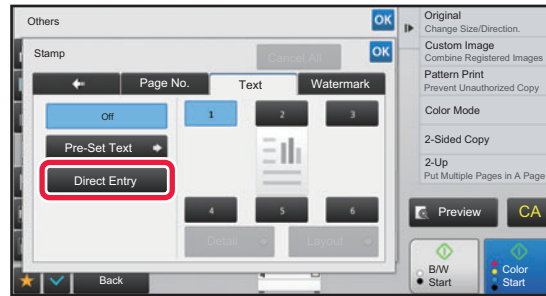 Others
OK
Stamp
Cancel All
OK
Page No.
Text
Watermark
Off
Pre-Set Text
Direct Entry
1
2
3
4
5
6
Detail
Layout
Back
Original
Change Size/Direction.
Custom Image
Combine Registered Images
Pattern Print
Prevent Unauthorized Copy
Color Mode
2-Sided Copy
2-Up
Put Multiple Pages in A Page
Preview
CA
B/W
Start
Color
Start